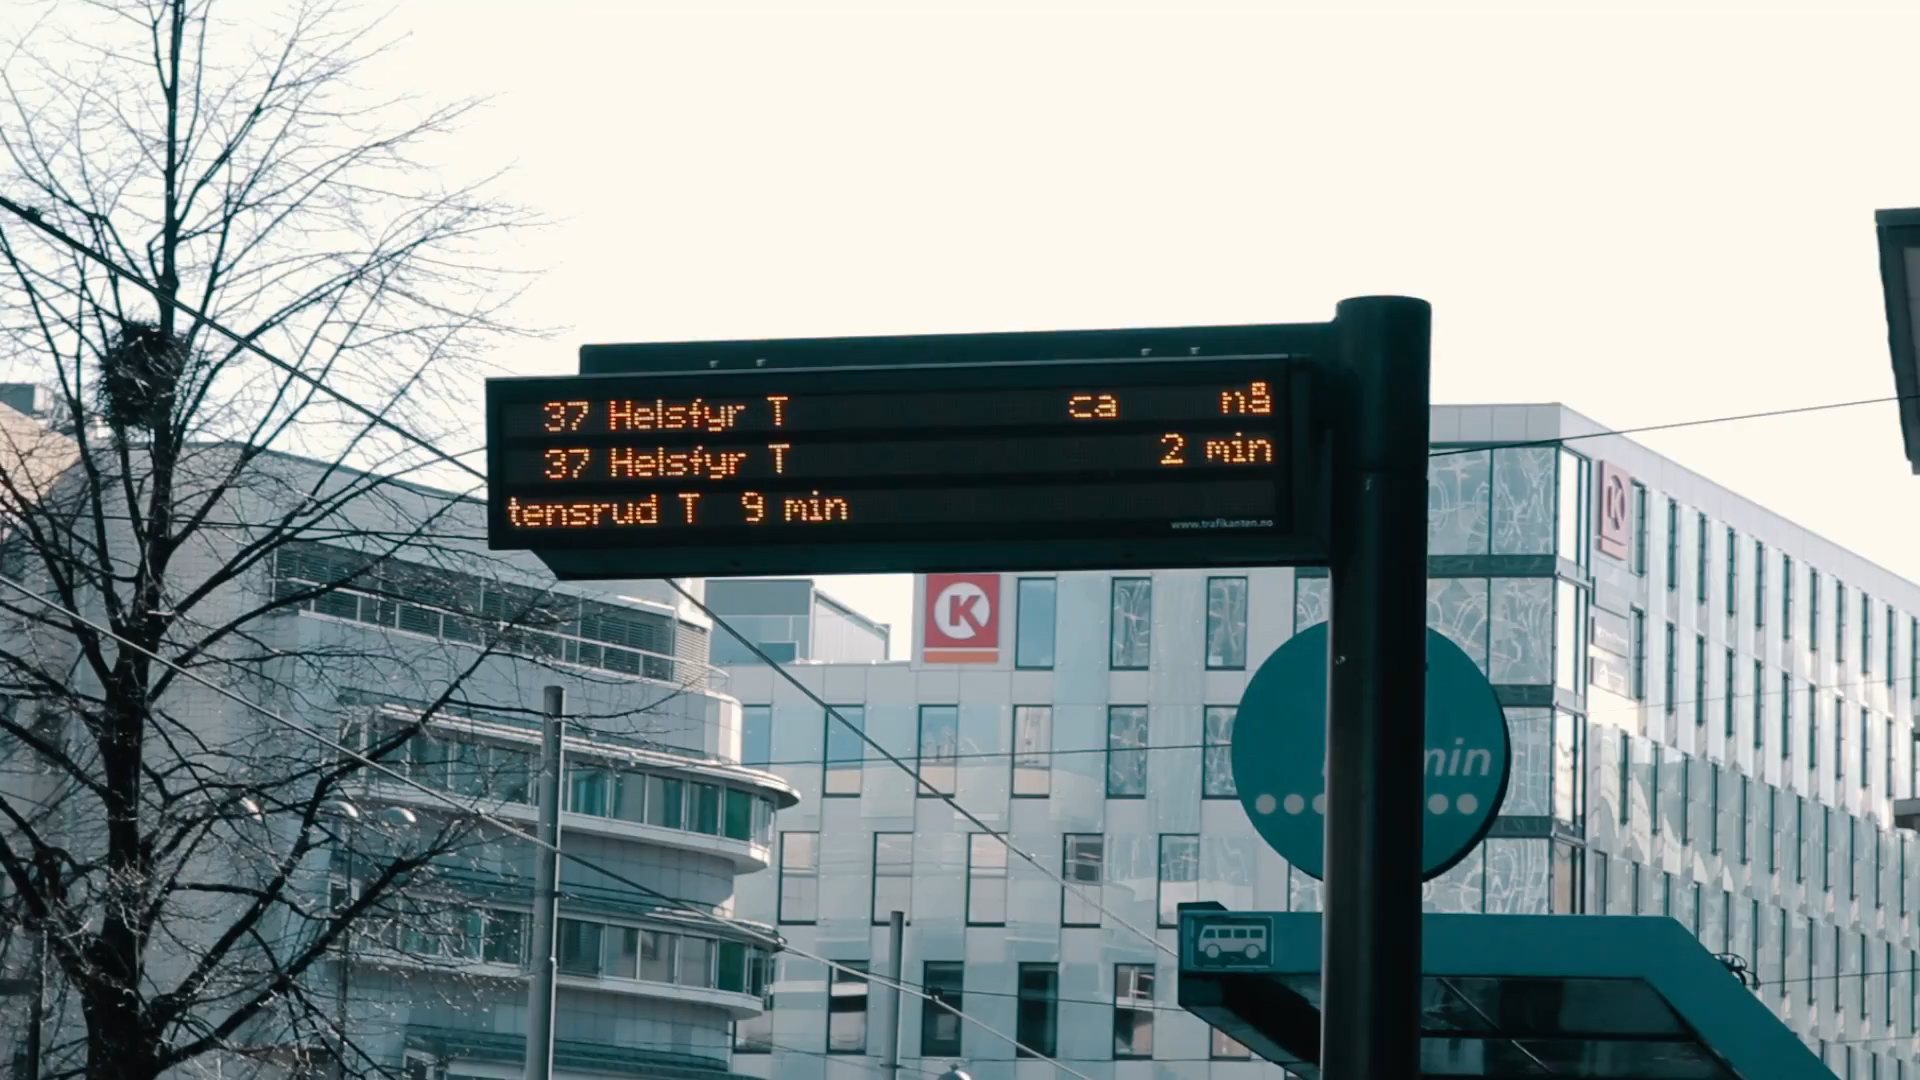 37 Helsfyr T ca nå
37 Helsfyr T 2 min
tensrud T 9 min
www.trafikanten.no
K
K
min